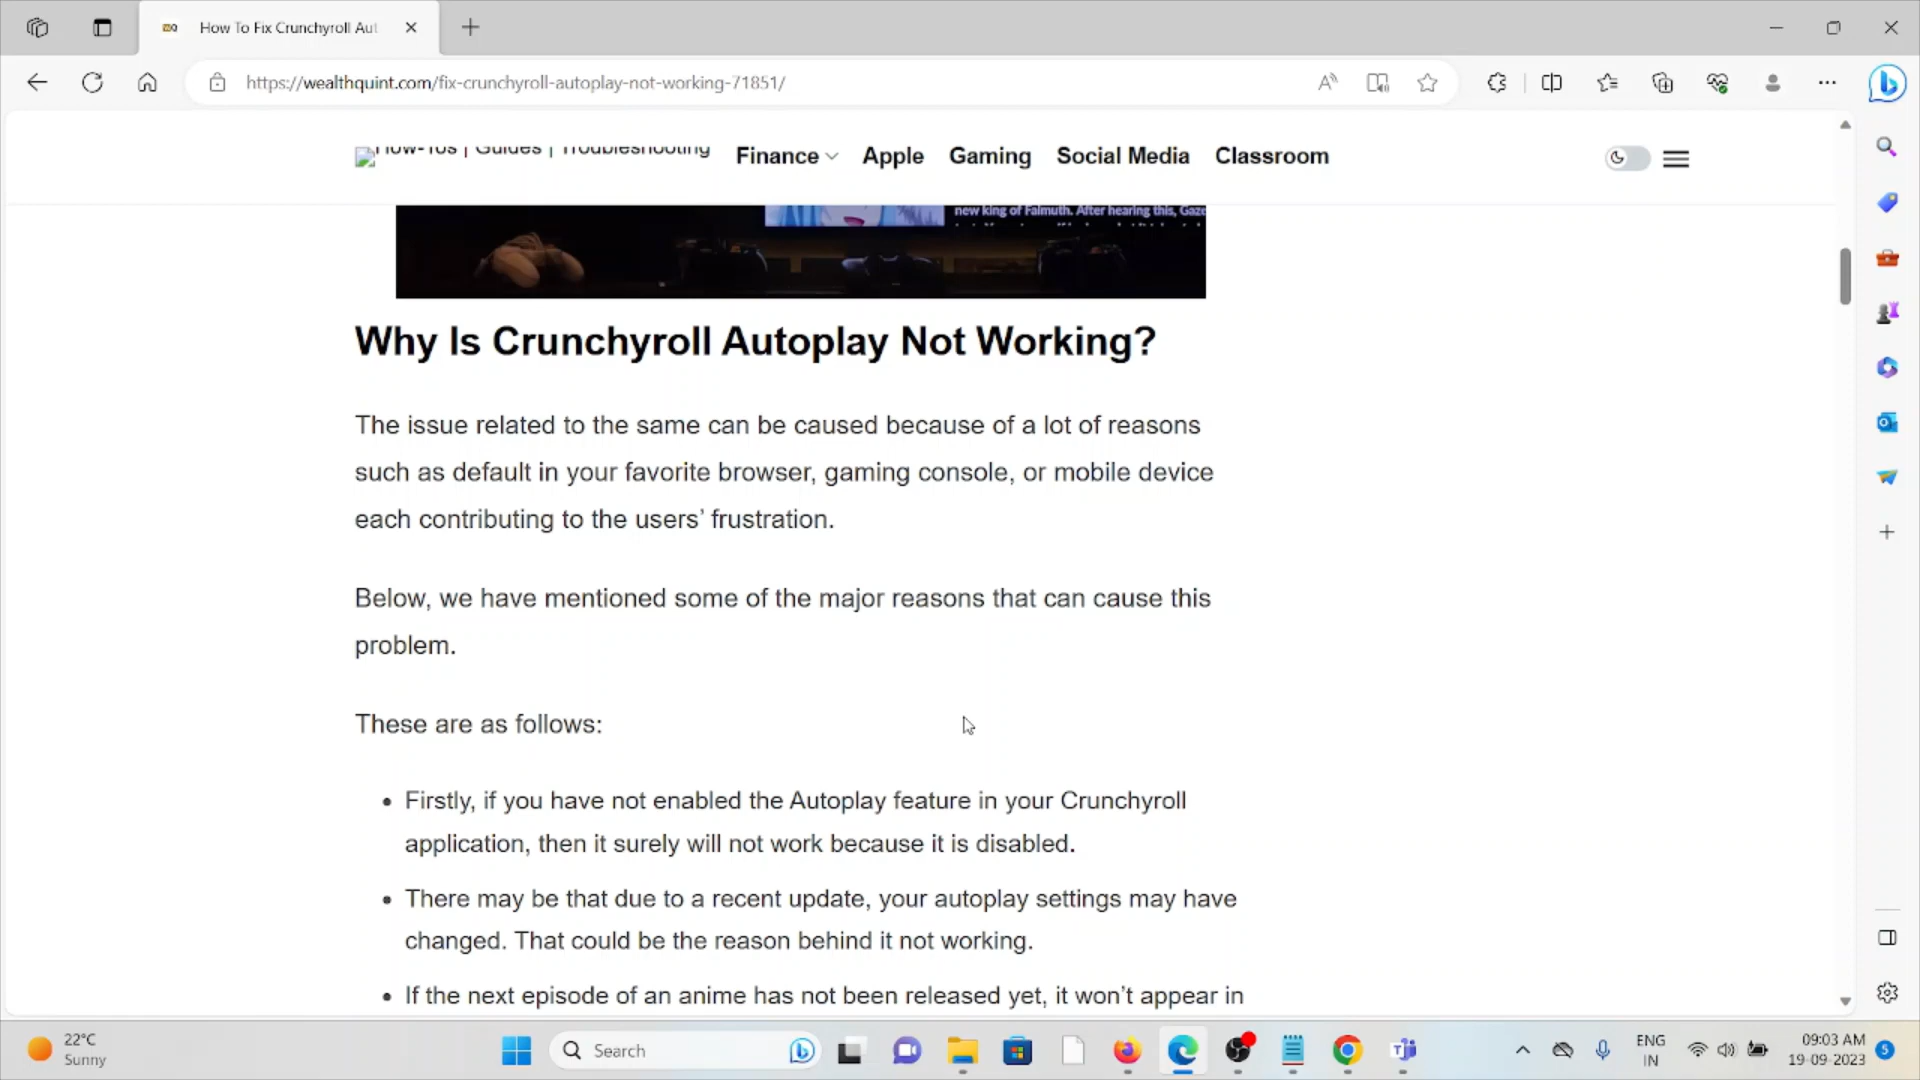 How To Fix Crunchyroll Aut
https://wealthquint.com/fix-crunchyroll-autoplay-not-working-71851/
How-Tos | Guides | Troubleshooting
Finance Apple Gaming Social Media Classroom
new king of Falmuth. After hearing this, Gaze
Why Is Crunchyroll Autoplay Not Working?
The issue related to the same can be caused because of a lot of reasons
such as default in your favorite browser, gaming console, or mobile device
each contributing to the users’ frustration.
Below, we have mentioned some of the major reasons that can cause this
problem.
These are as follows:
• Firstly, if you have not enabled the Autoplay feature in your Crunchyroll
application, then it surely will not work because it is disabled.
• There may be that due to a recent update, your autoplay settings may have
changed. That could be the reason behind it not working.
• If the next episode of an anime has not been released yet, it won’t appear in
22°C
Sunny
Search
ENG
IN
09:03 AM
19-09-2023
5